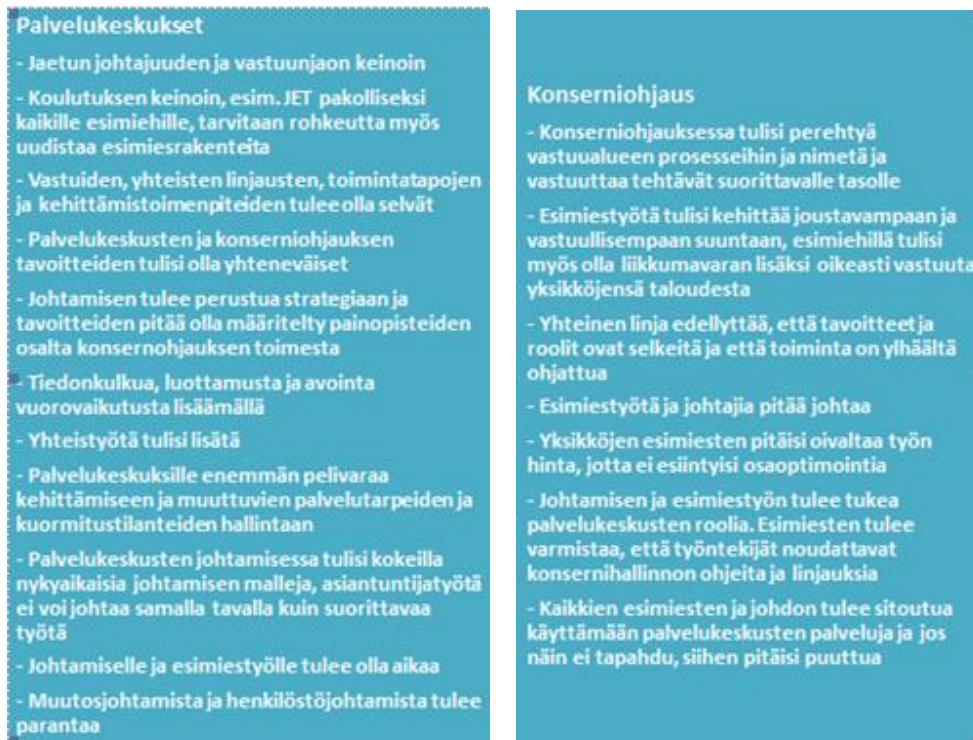 Palvelukeskukset
- Jaetun johtajuuden ja vastuunjaon keinoin
- Koulutuksen keinoin, esim. JET pakolliseksi
kaikille esimiehille, tarvitaan rohkeutta myös
uudistaa esimiesrakenteita
- Vastuiden, yhteisten linjausten, toimintatapojen
ja kehittämistoimenpiteiden tulee olla selvät
- Palvelukeskusten ja konserniohjauksen
tavoitteiden tulisi olla yhteneväiset
- Johtamisen tulee perustua strategiaan ja
tavoitteiden pitää olla määritelty painopisteiden
osalta konsernohjauksen toimesta
- Tiedonkulkua, luottamusta ja avointa
vuorovaikutusta lisäämällä
- Yhteistyötä tulisi lisätä
- Palvelukeskuksille enemmän pelivaraa
kehittämiseen ja muuttuvien palvelutarpeiden ja
kuormitustilanteiden hallintaan
- Palvelukeskusten johtamisessa tulisi kokeilla
nykyaikaisia johtamisen malleja, asiantuntijatyötä
ei voi johtaa samalla tavalla kuin suorittavaa
työtä
- Johtamiselle ja esimiestyölle tulee olla aikaa
- Muutosjohtamista ja henkilöstöjohtamista tulee
parantaa
Konserniohjaus
- Konserniohjauksessa tulisi perehtyä
vastuualueen prosesseihin ja nimetä ja
vastuuttaa tehtävät suorittavalle tasolle
- Esimiestyötä tulisi kehittää joustavampaan ja
vastuullisempaan suuntaan, esimiehillä tulisi
myös olla liikkumavaran lisäksi oikeasti vastuuta
yksikköjensä taloudesta
- Yhteinen linja edellyttää, että tavoitteet ja
roolit ovat selkeitä ja että toiminta on ylhäältä
ohjattua
- Esimiestyötä ja johtajia pitää johtaa
- Yksikköjen esimiesten pitäisi oivaltaa työn
hinta, jotta ei esiintyisi osaoptimointia
- Johtamisen ja esimiestyön tulee tukea
palvelukeskusten roolia. Esimiesten tulee
varmistaa, että työntekijät noudattavat
konsernihallinnon ohjeita ja linjauksia
- Kaikkien esimiesten ja johdon tulee sitoutua
käyttämään palvelukeskusten palveluja ja jos
näin ei tapahdu, siihen pitäisi puuttua